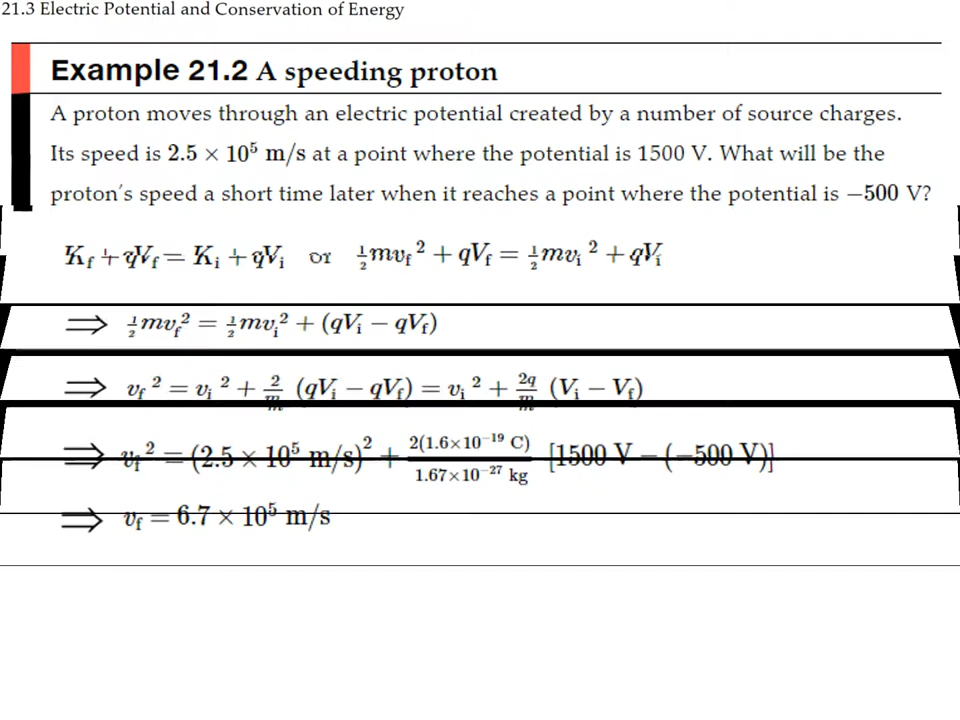 21.3 Electric Potential and Conservation of Energy
Example 21.2 A speeding proton
A proton moves through an electric potential created by a number of source charges.
Its speed is 2.5 × 10⁵ m/s at a point where the potential is 1500 V. What will be the
proton's speed a short time later when it reaches a point where the potential is −500 V?
K_f + qV_f = K_i + qV_i or ½mv_f² + qV_f = ½mv_i² + qV_i
⟹ ½mv_f² = ½mv_i² + (qV_i − qV_f)
⟹ v_f² = v_i² + 2/m (qV_i − qV_f) = v_i² + 2q/m (V_i − V_f)
⟹ v_f² = (2.5 × 10⁵ m/s)² + 2(1.6×10⁻¹⁹ C)/1.67×10⁻²⁷ kg [1500 V − (−500 V)]
⟹ v_f = 6.7 × 10⁵ m/s